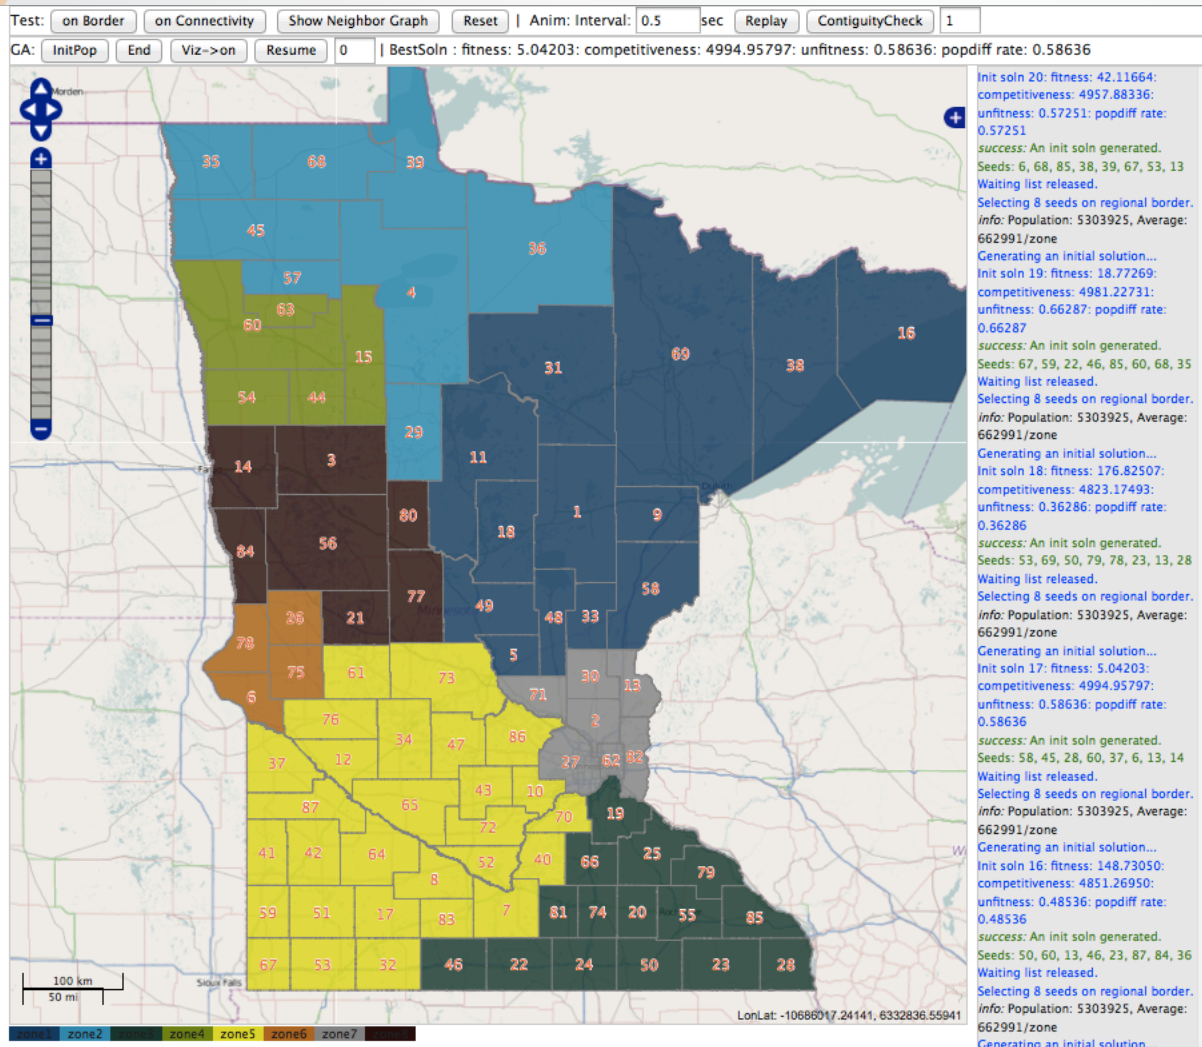 Test: on Border on Connectivity Show Neighbor Graph Reset | Anim: Interval: 0.5 sec Replay ContiguityCheck 1
GA: InitPop End Viz->on Resume 0 | BestSoln : fitness: 5.04203: competitiveness: 4994.95797: unfitness: 0.58636: popdiff rate: 0.58636
Morden
35 68 39
45 36
57 4
63
60 16
15 31 69 38
54 44
29
14 3 11
80 9
56 18 1
84
77 58
26 21 49 48 33
78
75 61 5
6 73 71 30 13
76 2
34 47 86
37 12 27 62 82
43 10
87 65 70 19
72
41 42 64 52 40 66 25
8 79
59 51 17 83 7 81 74 20 55 85
67 53 32 46 22 24 50 23 28
Duluth
Minnesota
Sioux Falls
100 km
50 mi
LonLat: -10686017.24141, 6332836.55941
zone1 zone2 zone3 zone4 zone5 zone6 zone7
Init soln 20: fitness: 42.11664:
competitiveness: 4957.88336:
unfitness: 0.57251: popdiff rate:
0.57251
success: An init soln generated.
Seeds: 6, 68, 85, 38, 39, 67, 53, 13
Waiting list released.
Selecting 8 seeds on regional border.
info: Population: 5303925, Average:
662991/zone
Generating an initial solution...
Init soln 19: fitness: 18.77269:
competitiveness: 4981.22731:
unfitness: 0.66287: popdiff rate:
0.66287
success: An init soln generated.
Seeds: 67, 59, 22, 46, 85, 60, 68, 35
Waiting list released.
Selecting 8 seeds on regional border.
info: Population: 5303925, Average:
662991/zone
Generating an initial solution...
Init soln 18: fitness: 176.82507:
competitiveness: 4823.17493:
unfitness: 0.36286: popdiff rate:
0.36286
success: An init soln generated.
Seeds: 53, 69, 50, 79, 78, 23, 13, 28
Waiting list released.
Selecting 8 seeds on regional border.
info: Population: 5303925, Average:
662991/zone
Generating an initial solution...
Init soln 17: fitness: 5.04203:
competitiveness: 4994.95797:
unfitness: 0.58636: popdiff rate:
0.58636
success: An init soln generated.
Seeds: 58, 45, 28, 60, 37, 6, 13, 14
Waiting list released.
Selecting 8 seeds on regional border.
info: Population: 5303925, Average:
662991/zone
Generating an initial solution...
Init soln 16: fitness: 148.73050:
competitiveness: 4851.26950:
unfitness: 0.48536: popdiff rate:
0.48536
success: An init soln generated.
Seeds: 50, 60, 13, 46, 23, 87, 84, 36
Waiting list released.
Selecting 8 seeds on regional border.
info: Population: 5303925, Average:
662991/zone
Generating an initial solution...